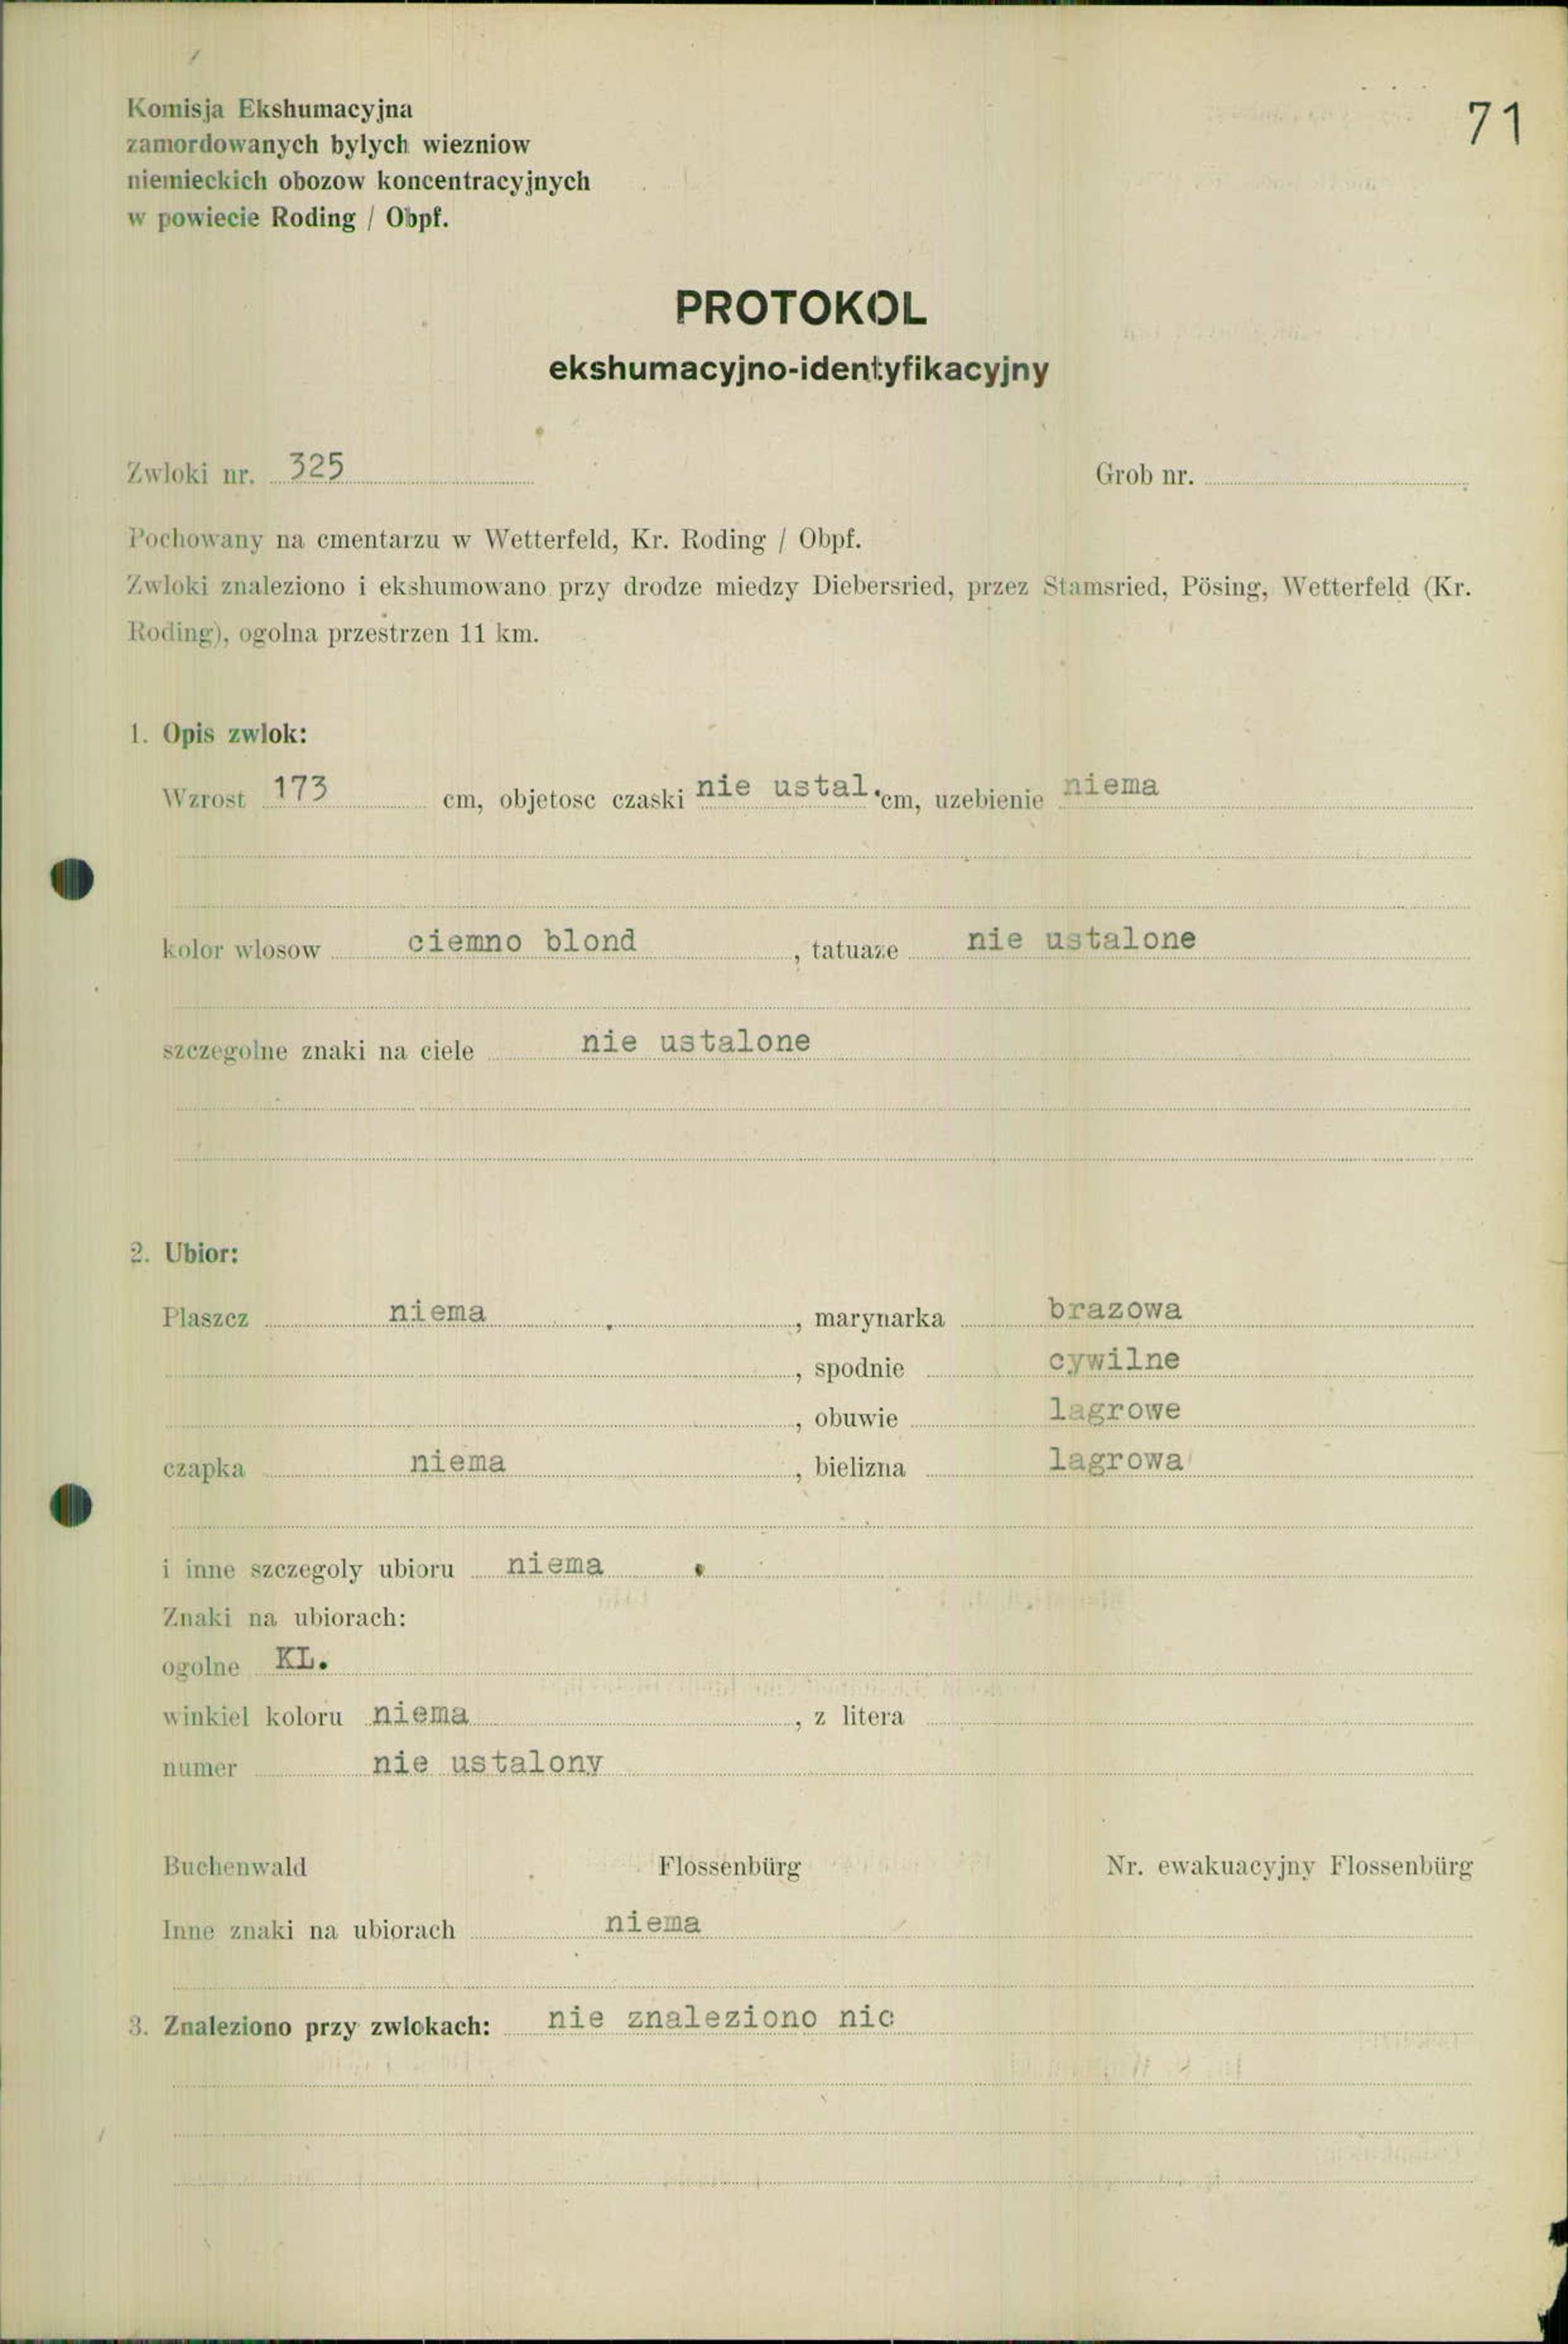 71
Komisja Ekshumacyjna
zamordowanych bylych wiezniow
niemieckich obozow koncentracyjnych
w powiecie Roding / Obpf.
PROTOKOL
ekshumacyjno-identyfikacyjny
Zwloki nr. 325 Grob nr.
Pochowany na cmentarzu w Wetterfeld, Kr. Roding / Obpf.
Zwloki znaleziono i ekshumowano przy drodze miedzy Diebersried, przez Stamsried, Pösing, Wetterfeld (Kr.
Roding), ogolna przestrzen 11 km.
1. Opis zwlok:
Wzrost 173 cm, objetosc czaski nie ustal. cm, uzebienie niema
kolor wlosow ciemno blond , tatuaze nie ustalone
szczegolne znaki na ciele nie ustalone
2. Ubior:
Plaszcz niema , marynarka brazowa
, spodnie cywilne
, obuwie lagrowe
czapka niema , bielizna lagrowa
i inne szczegoly ubioru niema
Znaki na ubiorach:
ogolne KL.
winkiel koloru niema , z litera
numer nie ustalony
Buchenwald Flossenbürg Nr. ewakuacyjny Flossenbürg
Inne znaki na ubiorach niema
3. Znaleziono przy zwlokach: nie znaleziono nic